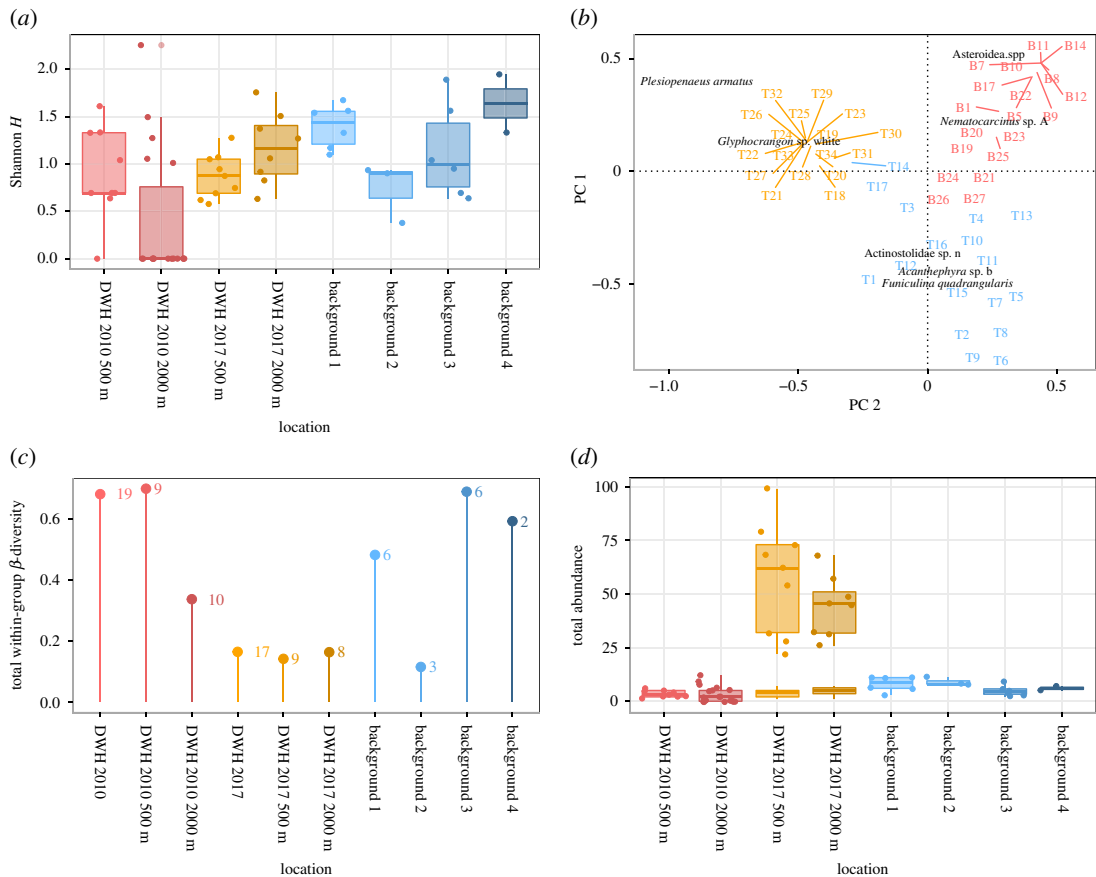 (a)
2.0
1.5
1.0
0.5
0.0
Shannon H
DWH 2010 500 m
DWH 2010 2000 m
DWH 2017 500 m
DWH 2017 2000 m
background 1
background 2
background 3
background 4
location
(b)
0.5
0
−0.5
PC 1
B11
B14
Asteroidea.spp
B7
B10
B8
Plesiopenaeus armatus
B17
T32
T29
B22
B12
B1
B5
B9
T26
T25
T23
Nematocarcinus sp. A
T24
T19
T30
B20
B23
Glyphocrangon sp. white
B19
T22
T33
T34
T31
B25
T14
T27
T28
T20
B24
B21
T17
T21
T18
B26
B27
T3
T4
T13
T16
T10
Actinostolidae sp. n
T12
T11
Acanthephyra sp. b
T1
Funiculina quadrangularis
T15
T5
T7
T2
T8
T9
T6
−1.0
−0.5
0
0.5
PC 2
(c)
0.6
0.4
0.2
0.0
total within-group β-diversity
19
9
10
17
9
8
6
3
6
2
DWH 2010
DWH 2010 500 m
DWH 2010 2000 m
DWH 2017
DWH 2017 500 m
DWH 2017 2000 m
background 1
background 2
background 3
background 4
location
(d)
100
75
50
25
0
total abundance
DWH 2010 500 m
DWH 2010 2000 m
DWH 2017 500 m
DWH 2017 2000 m
background 1
background 2
background 3
background 4
location